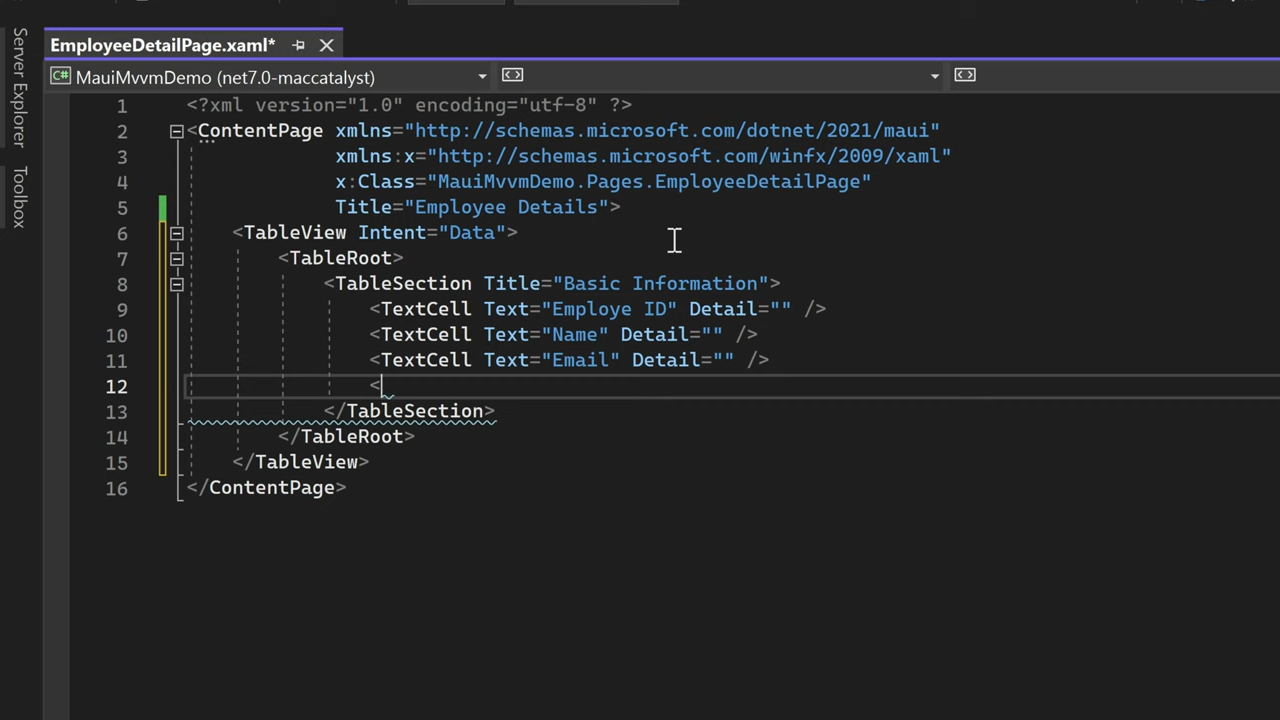 Server Explorer
Toolbox
EmployeeDetailPage.xaml*
C# MauiMvvmDemo (net7.0-maccatalyst)
1 <?xml version="1.0" encoding="utf-8" ?>
2 <ContentPage xmlns="http://schemas.microsoft.com/dotnet/2021/maui"
3 xmlns:x="http://schemas.microsoft.com/winfx/2009/xaml"
4 x:Class="MauiMvvmDemo.Pages.EmployeeDetailPage"
5 Title="Employee Details">
6 <TableView Intent="Data">
7 <TableRoot>
8 <TableSection Title="Basic Information">
9 <TextCell Text="Employe ID" Detail="" />
10 <TextCell Text="Name" Detail="" />
11 <TextCell Text="Email" Detail="" />
12 <
13 </TableSection>
14 </TableRoot>
15 </TableView>
16 </ContentPage>